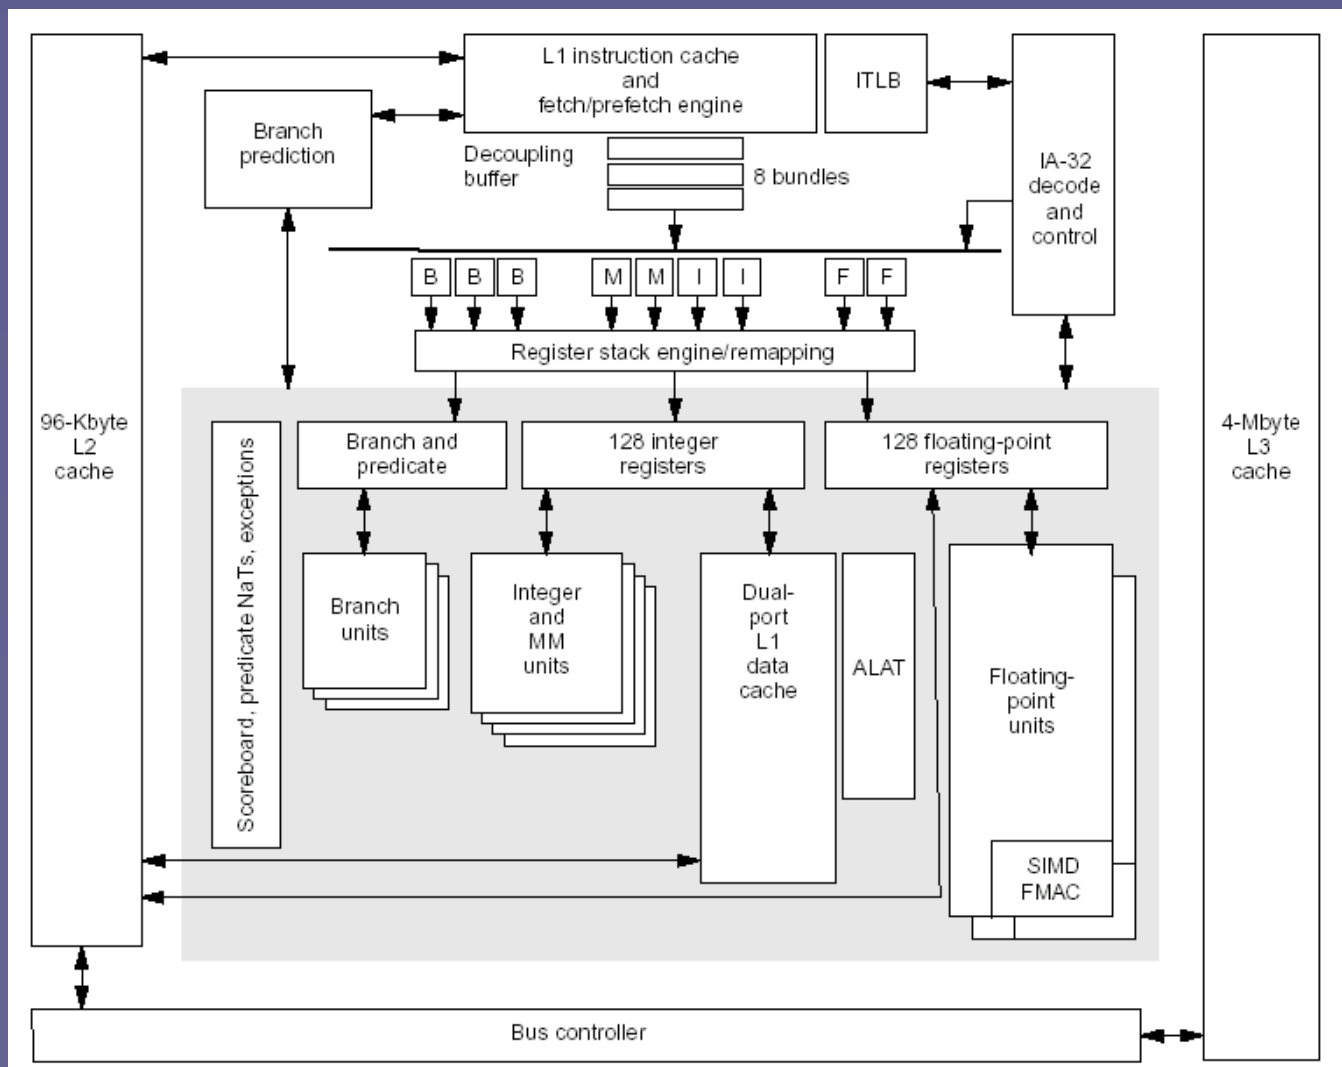 L1 instruction cache
and
fetch/prefetch engine
ITLB
Branch
prediction
Decoupling
buffer
8 bundles
IA-32
decode
and
control
B B B M M I I F F
Register stack engine/remapping
96-Kbyte
L2
cache
4-Mbyte
L3
cache
Scoreboard, predicate NaTs, exceptions
Branch and
predicate
128 integer
registers
128 floating-point
registers
Branch
units
Integer
and
MM
units
Dual-
port
L1
data
cache
ALAT
Floating-
point
units
SIMD
FMAC
Bus controller